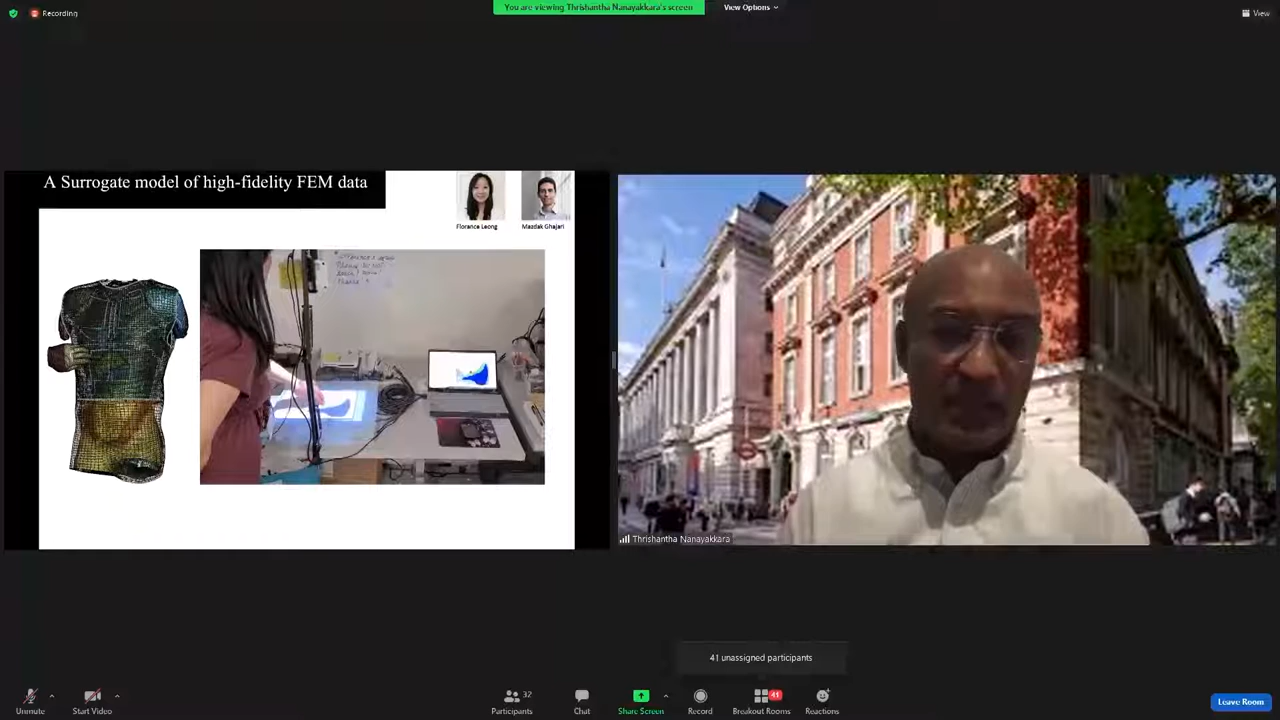 Recording
You are viewing Thrishantha Nanayakkara's screen
View Options
View
A Surrogate model of high-fidelity FEM data
Florance Leong
Mazdak Ghajari
Thrishantha Nanayakkara
41 unassigned participants
Unmute
Start Video
32
Participants
Chat
Share Screen
Record
41
Breakout Rooms
Reactions
Leave Room